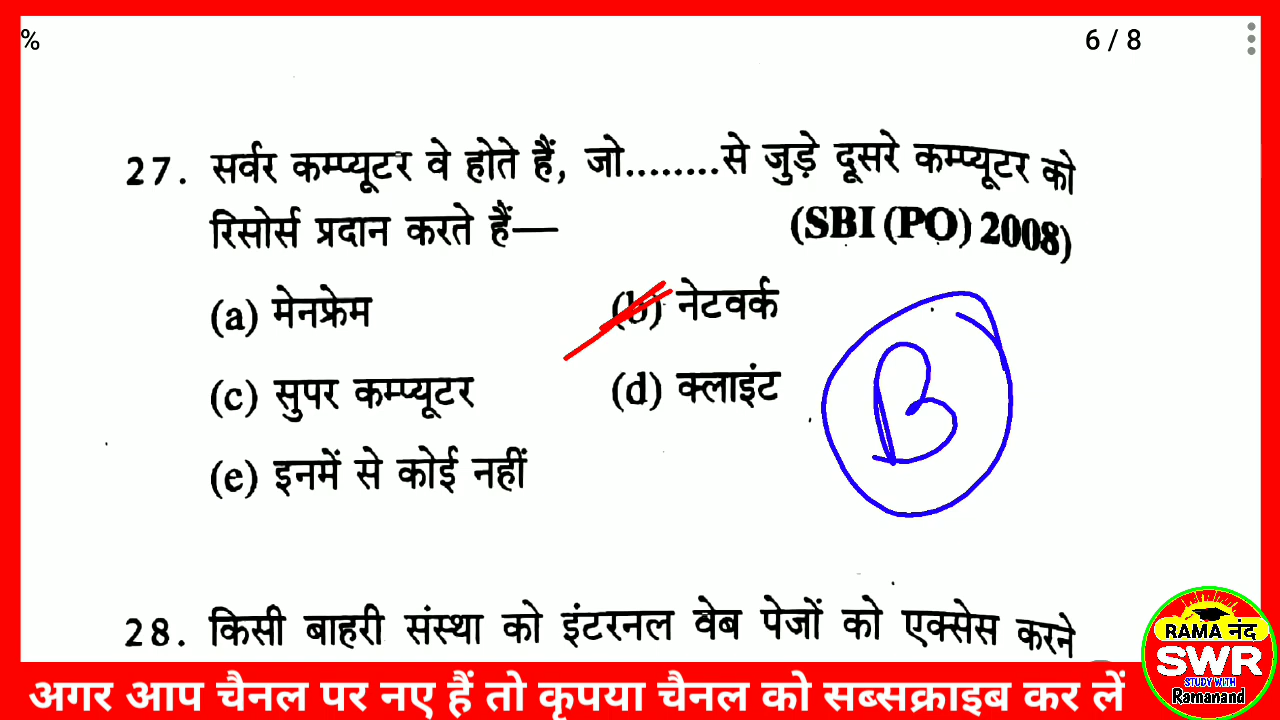 %
6 / 8
27. सर्वर कम्प्यूटर वे होते हैं, जो........से जुड़े दूसरे कम्प्यूटर को
रिसोर्स प्रदान करते हैं— (SBI (PO) 2008)
(a) मेनफ्रेम (b) नेटवर्क
(c) सुपर कम्प्यूटर (d) क्लाइंट
(e) इनमें से कोई नहीं
B
28. किसी बाहरी संस्था को इंटरनल वेब पेजों को एक्सेस करने
RAMA नंद
SWR
STUDY WITH
Ramanand
अगर आप चैनल पर नए हैं तो कृपया चैनल को सब्सक्राइब कर लें